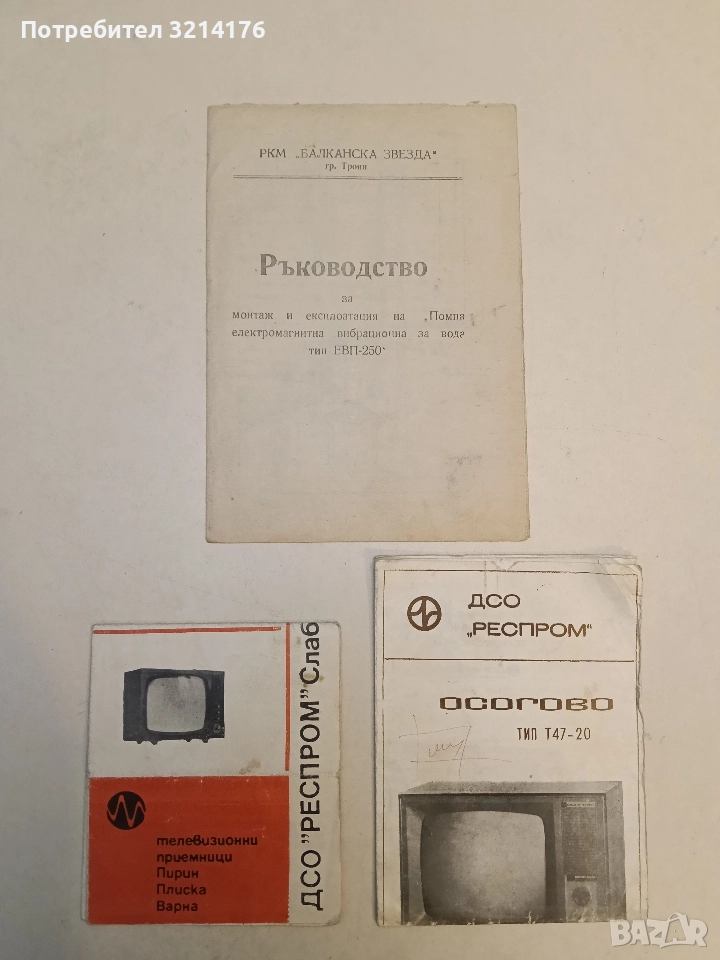 Потребител 3214176
РКМ „БАЛКАНСКА ЗВЕЗДА“
гр. Троян
Ръководство
за
монтаж и експлоатация на „Помпа
електромагнитна вибрационна за вода
тип ЕВП-250“
ДСО
„РЕСПРОМ“
осогово
ТИП Т47-20
ДСО "РЕСПРОМ" Слаб
телевизионни
приемници
Пирин
Плиска
Варна
BAZAR